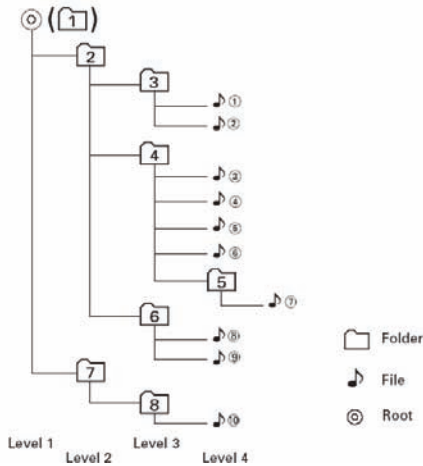 (1)
2
3
①
②
4
③
④
⑤
⑥
5
⑦
6
⑧
⑨
7
8
⑩
Folder
File
Root
Level 1
Level 2
Level 3
Level 4